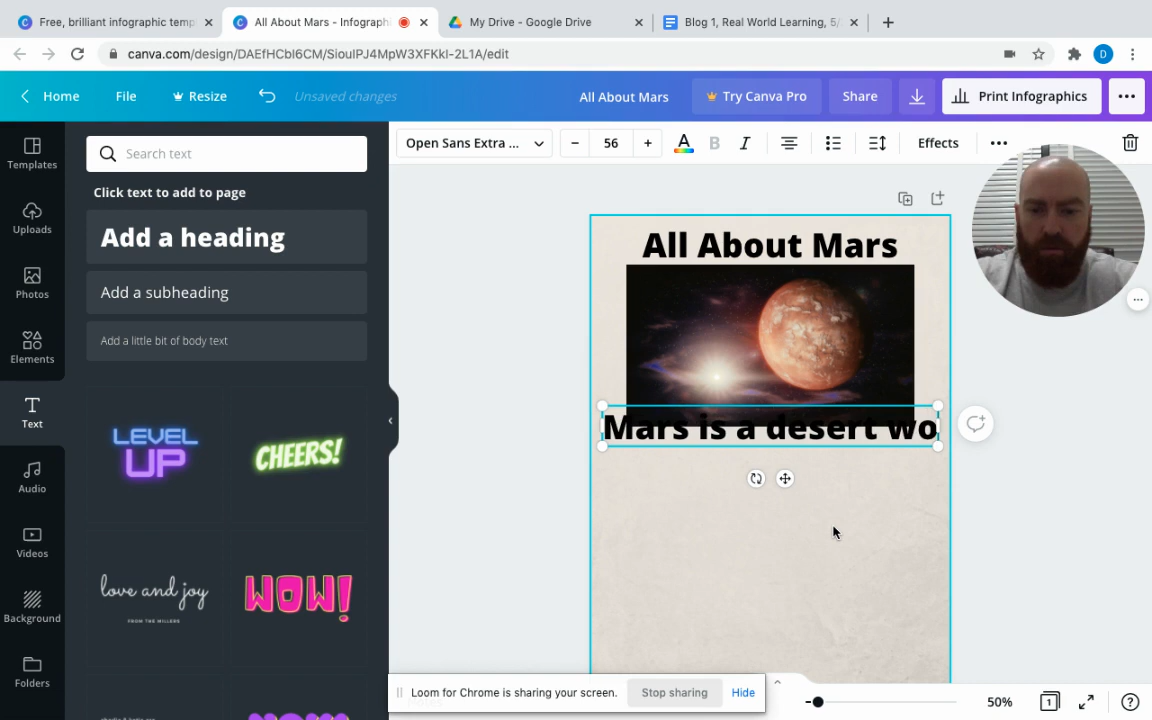 Free, brilliant infographic temp
All About Mars - Infographi
My Drive - Google Drive
Blog 1, Real World Learning, 5/
canva.com/design/DAEfHCbl6CM/SiouIPJ4MpW3XFKkI-2L1A/edit
D
Home
File
Resize
Unsaved changes
All About Mars
Try Canva Pro
Share
Print Infographics
Templates
Uploads
Photos
Elements
Text
Audio
Videos
Background
Folders
Search text
Click text to add to page
Add a heading
Add a subheading
Add a little bit of body text
LEVEL
UP
CHEERS!
love and joy
FROM THE MILLERS
WOW!
Open Sans Extra ...
56
A
B
I
Effects
All About Mars
Mars is a desert wo
Loom for Chrome is sharing your screen.
Stop sharing
Hide
50%
1